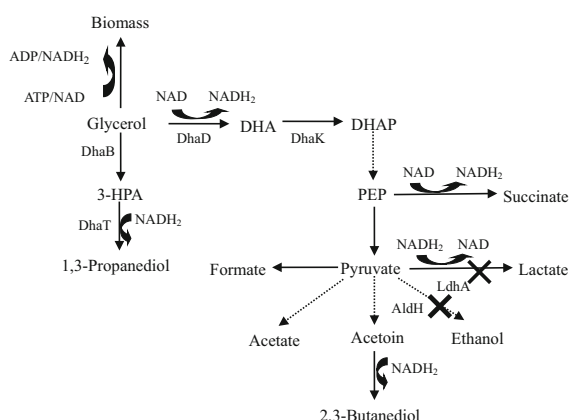 Biomass
ADP/NADH₂
ATP/NAD
NAD NADH₂
Glycerol DhaD DHA DhaK DHAP
DhaB
NAD NADH₂
3-HPA PEP Succinate
DhaT NADH₂
NADH₂ NAD
1,3-Propanediol Formate Pyruvate Lactate
LdhA
AldH
Acetate Acetoin Ethanol
NADH₂
2,3-Butanediol